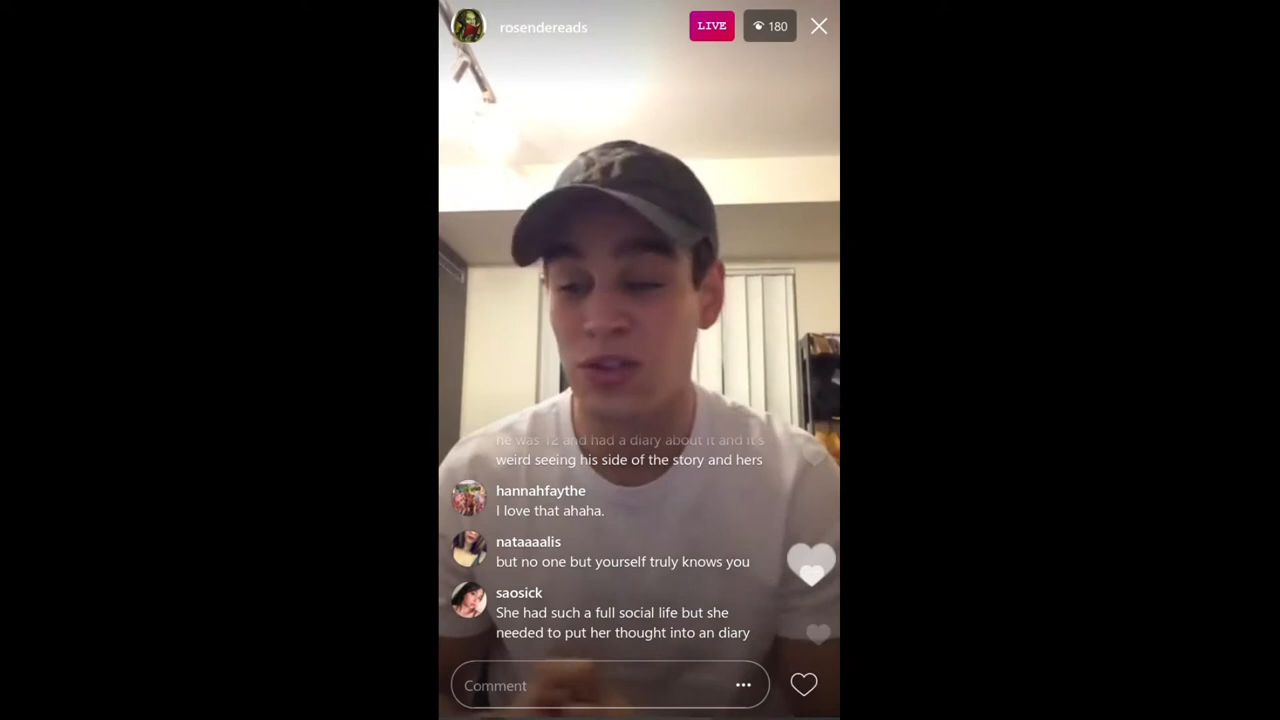 rosendereads
LIVE
180
he was 12 and had a diary about it and it's
weird seeing his side of the story and hers
hannahfaythe
I love that ahaha.
nataaaalis
but no one but yourself truly knows you
saosick
She had such a full social life but she
needed to put her thought into an diary
Comment